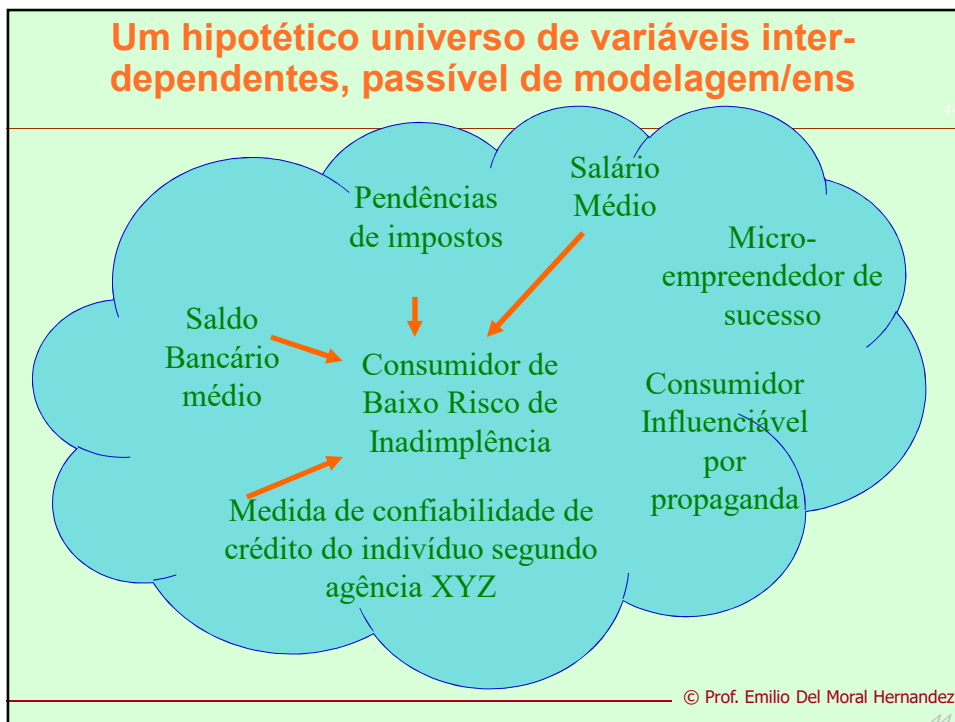 Um hipotético universo de variáveis inter-
dependentes, passível de modelagem/ens
Pendências
de impostos
Salário
Médio
Micro-
empreendedor de
sucesso
Saldo
Bancário
médio
Consumidor de
Baixo Risco de
Inadimplência
Consumidor
Influenciável
por
propaganda
Medida de confiabilidade de
crédito do indivíduo segundo
agência XYZ
© Prof. Emilio Del Moral Hernandez
44